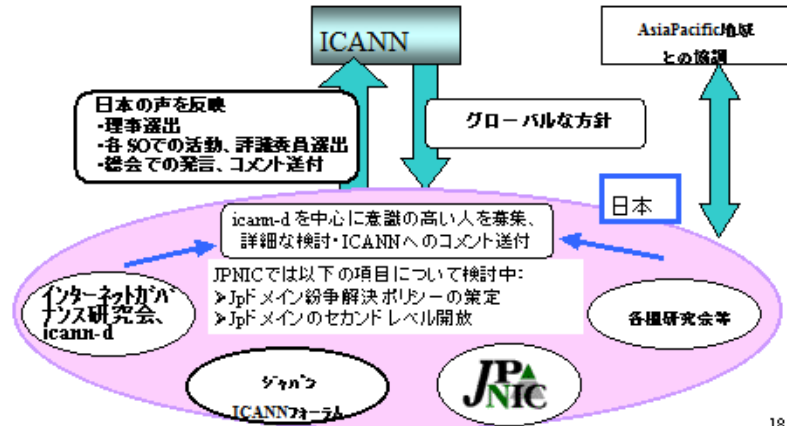 ICANN
AsiaPacific地域
との協調
日本の声を反映
・理事選出
・各SOでの活動、評議委員選出
・総会での発言、コメント送付
グローバルな方針
日本
icann-dを中心に意識の高い人を募集、
詳細な検討・ICANNへのコメント送付
JPNICでは以下の項目について検討中:
➢Jpドメイン紛争解決ポリシーの策定
➢Jpドメインのセカンドレベル開放
インターネットガバ
ナンス研究会、
icann-d
各種研究会等
ジャパン
ICANNフォーラム
JPNIC
18